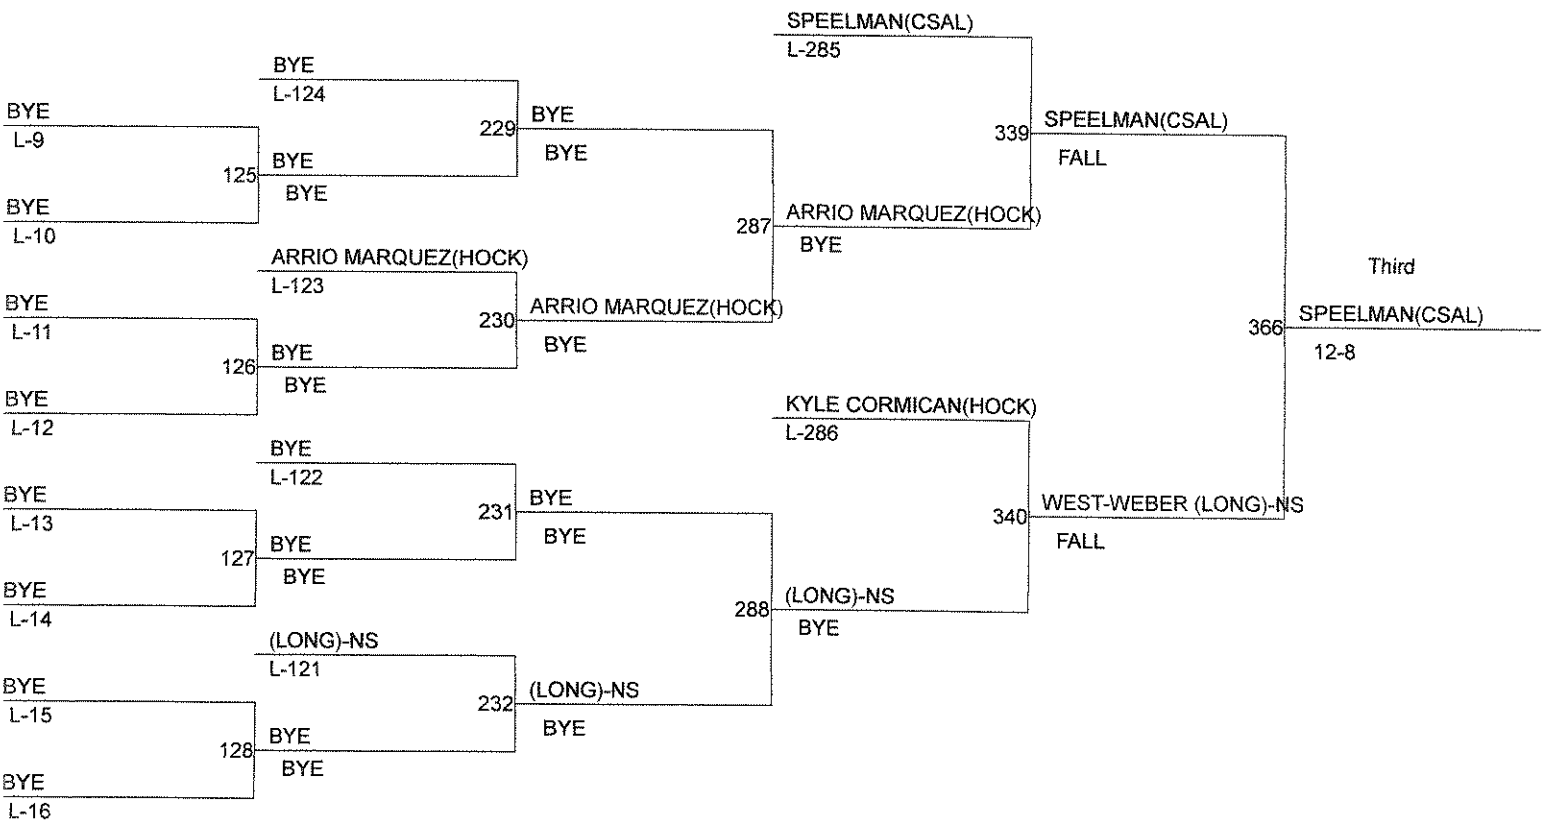 SPEELMAN(CSAL)
L-285
BYE
L-124
BYE
L-9
229
BYE
BYE
339
SPEELMAN(CSAL)
FALL
125
BYE
BYE
BYE
L-10
287
ARRIO MARQUEZ(HOCK)
BYE
ARRIO MARQUEZ(HOCK)
L-123
Third
BYE
L-11
230
ARRIO MARQUEZ(HOCK)
BYE
366
SPEELMAN(CSAL)
12-8
126
BYE
BYE
BYE
L-12
KYLE CORMICAN(HOCK)
L-286
BYE
L-122
BYE
L-13
231
BYE
BYE
340
WEST-WEBER (LONG)-NS
FALL
127
BYE
BYE
BYE
L-14
288
(LONG)-NS
BYE
(LONG)-NS
L-121
BYE
L-15
232
(LONG)-NS
BYE
128
BYE
BYE
BYE
L-16